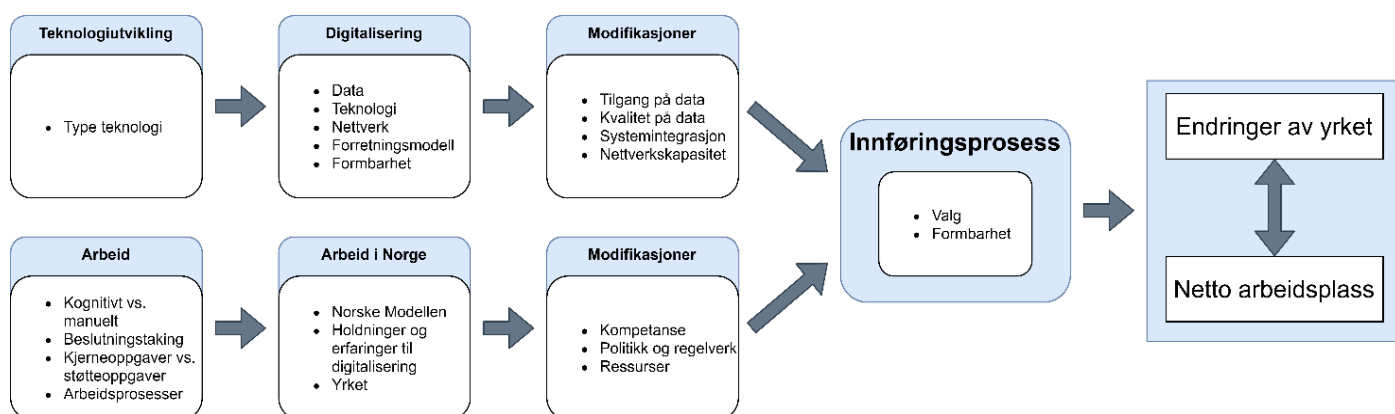 Teknologiutvikling
Type teknologi
Digitalisering
Data
Teknologi
Nettverk
Forretningsmodell
Formbarhet
Modifikasjoner
Tilgang på data
Kvalitet på data
Systemintegrasjon
Nettverkskapasitet
Arbeid
Kognitivt vs.
manuelt
Beslutningstaking
Kjerneoppgaver vs.
støtteoppgaver
Arbeidsprosesser
Arbeid i Norge
Norske Modellen
Holdninger og
erfaringer til
digitalisering
Yrket
Modifikasjoner
Kompetanse
Politikk og regelverk
Ressurser
Innføringsprosess
Valg
Formbarhet
Endringer av yrket
Netto arbeidsplass